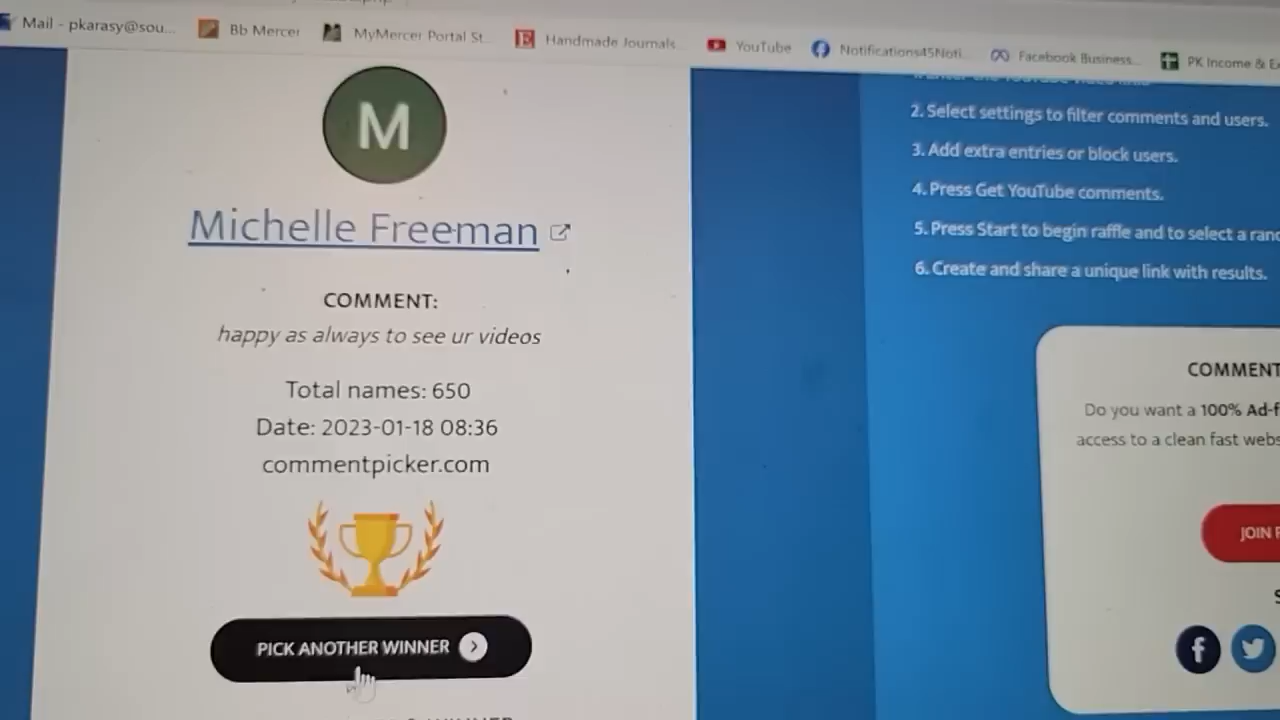 Mail - pkarasy@sou...
Bb Mercer
MyMercer Portal St...
Handmade Journals...
YouTube
Notifications45Noti...
Facebook Business...
PK Income & E
M
Michelle Freeman
COMMENT:
happy as always to see ur videos
Total names: 650
Date: 2023-01-18 08:36
commentpicker.com
PICK ANOTHER WINNER
2. Select settings to filter comments and users.
3. Add extra entries or block users.
4. Press Get YouTube comments.
5. Press Start to begin raffle and to select a ran
6. Create and share a unique link with results.
COMMENT
Do you want a 100% Ad-f
access to a clean fast webs
JOIN